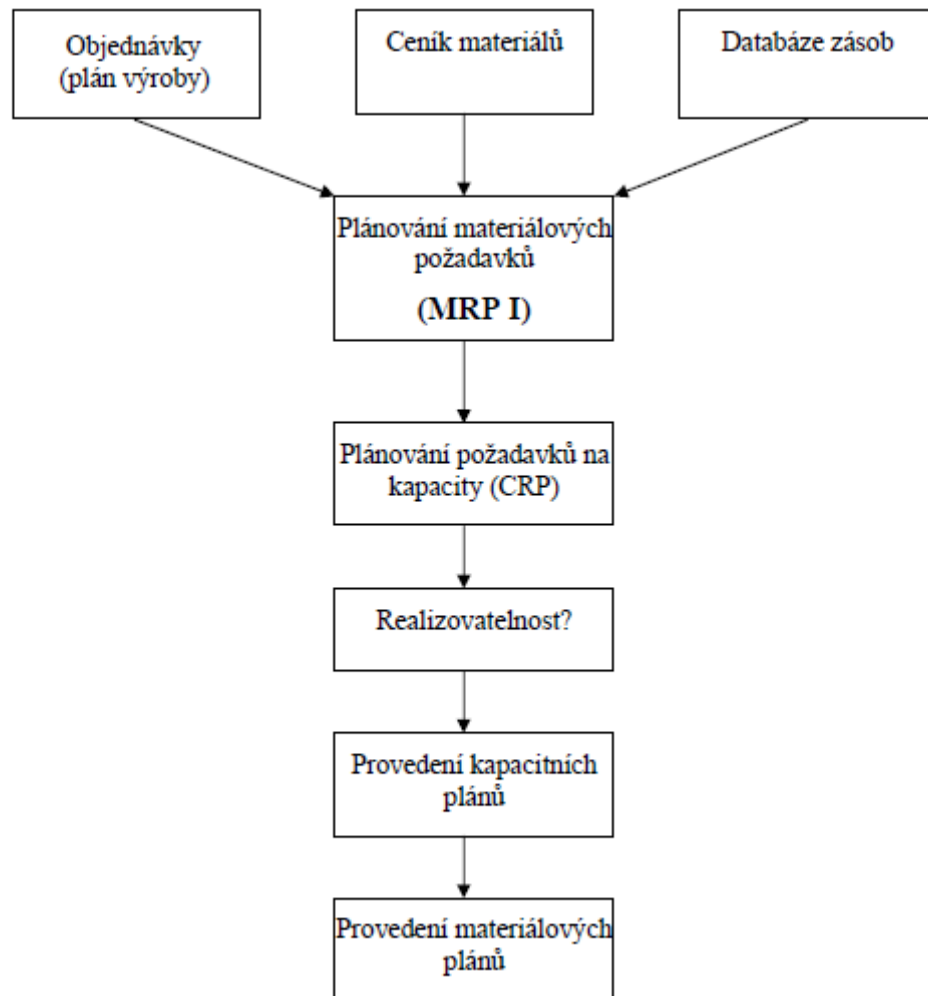 Objednávky
(plán výroby)
Ceník materiálů
Databáze zásob
Plánování materiálových
požadavků
(MRP I)
Plánování požadavků na
kapacity (CRP)
Realizovatelnost?
Provedení kapacitních
plánů
Provedení materiálových
plánů